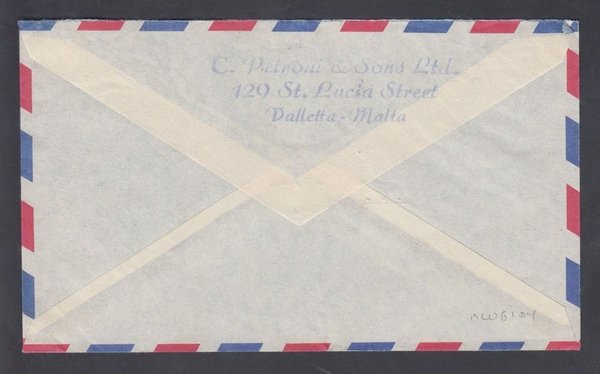 C. Petroni & Sons Ltd.
129 St. Lucia Street
Valletta - Malta